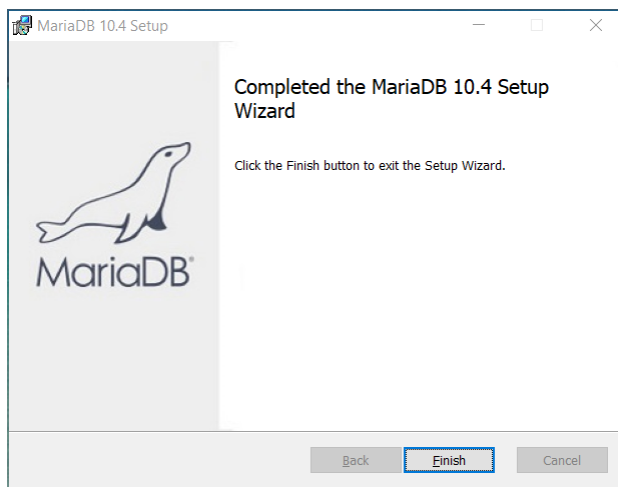 MariaDB 10.4 Setup
Completed the MariaDB 10.4 Setup
Wizard
Click the Finish button to exit the Setup Wizard.
MariaDB®
Back
Finish
Cancel